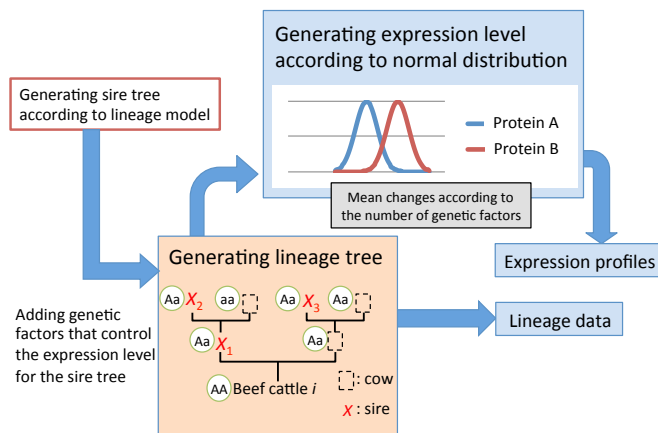 Generating expression level
according to normal distribution
Generating sire tree
according to lineage model
Protein A
Protein B
Mean changes according to
the number of genetic factors
Generating lineage tree
Expression profiles
Aa X2 aa Aa X3 Aa
Lineage data
Adding genetic
factors that control
the expression level
for the sire tree
Aa X1 Aa
AA Beef cattle i
: cow
X : sire